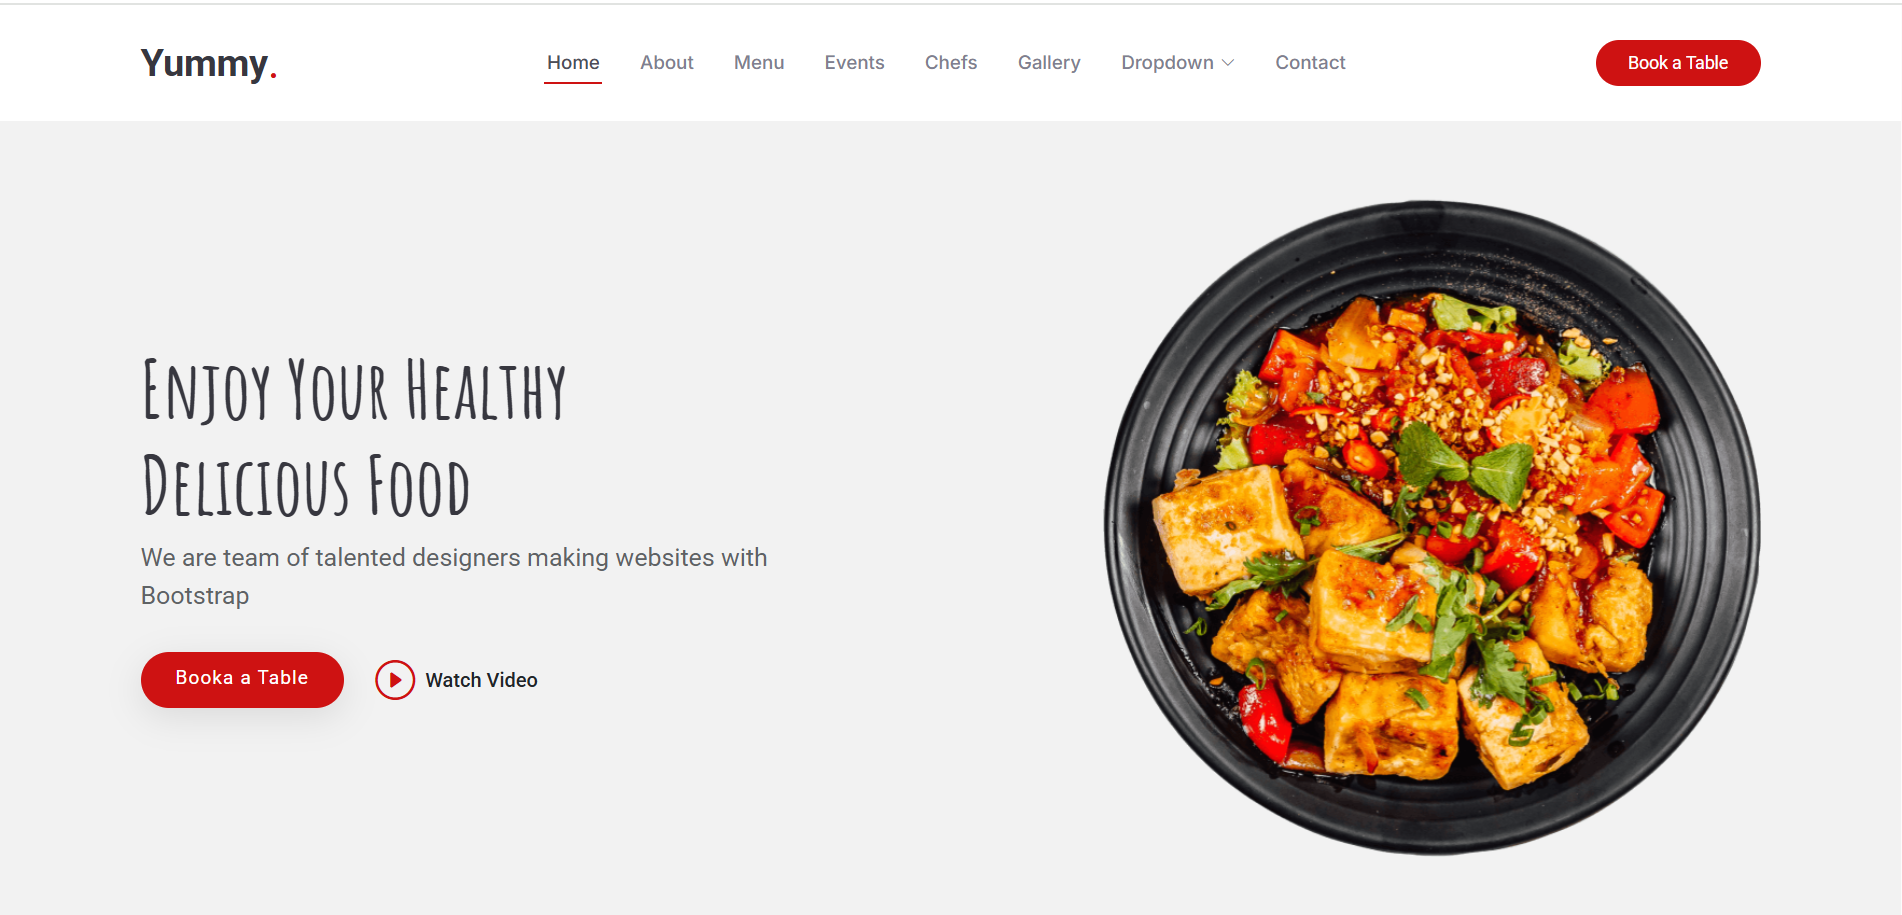 Yummy.
Home About Menu Events Chefs Gallery Dropdown Contact
Book a Table
Enjoy Your Healthy
Delicious Food
We are team of talented designers making websites with
Bootstrap
Booka a Table
Watch Video